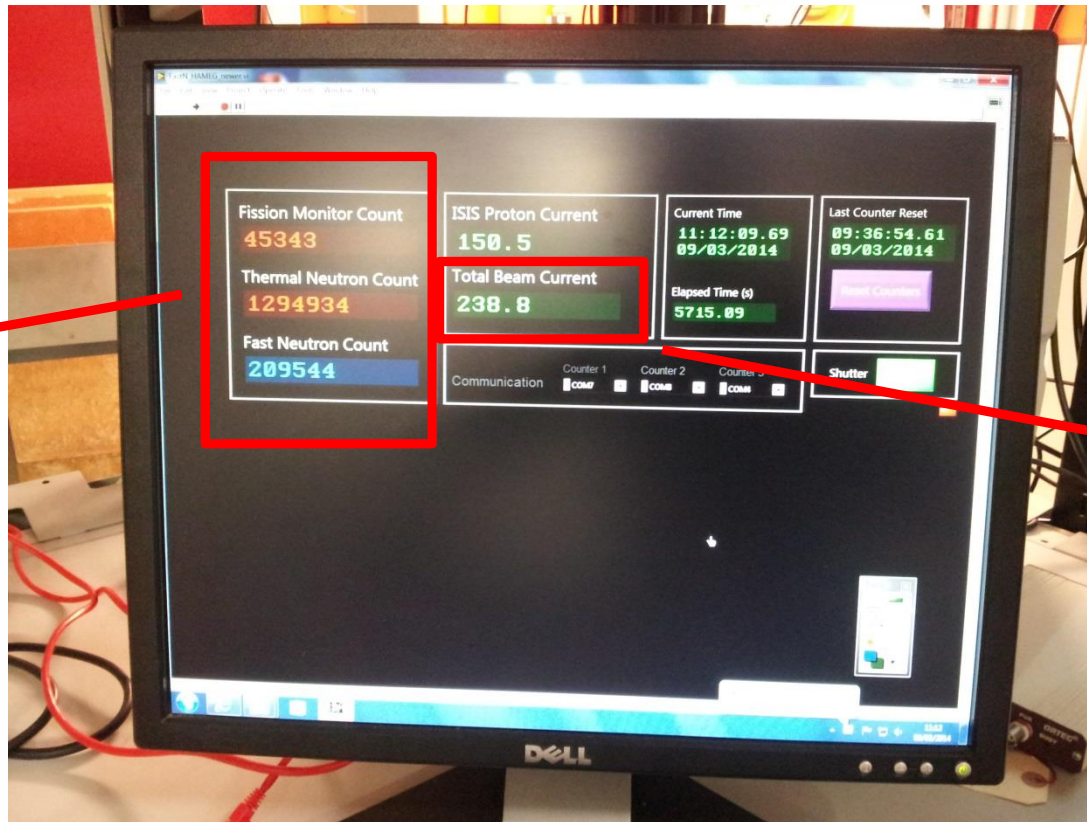 Fission Monitor Count
45343
Thermal Neutron Count
1294934
Fast Neutron Count
209544
ISIS Proton Current
150.5
Total Beam Current
238.8
Current Time
11:12:09.69
09/03/2014
Elapsed Time (s)
5715.09
Last Counter Reset
09:36:54.61
09/03/2014
Reset Counters
Communication
Counter 1
COM7
Counter 2
COM8
Shutter
DELL
ORTEC